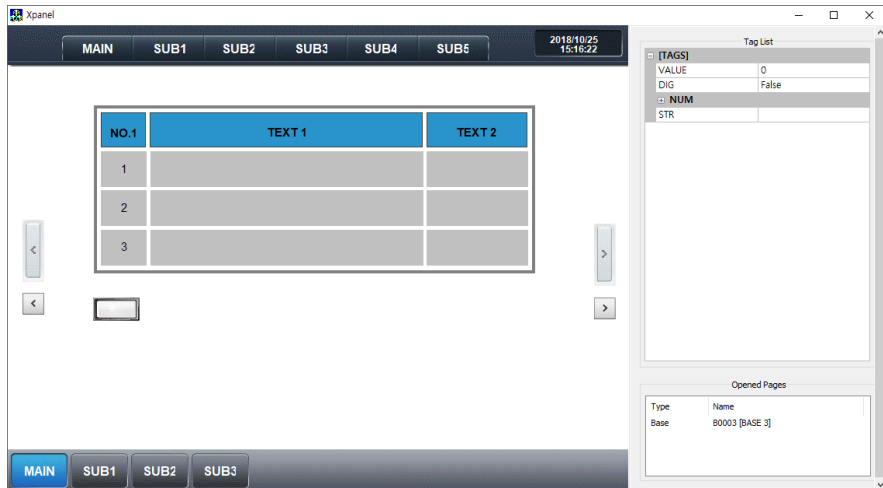 Xpanel
MAIN SUB1 SUB2 SUB3 SUB4 SUB5
2018/10/25
15:16:22
NO.1 TEXT 1 TEXT 2
1
2
3
MAIN SUB1 SUB2 SUB3
Tag List
[TAGS]
VALUE 0
DIG False
NUM
STR
Opened Pages
Type Name
Base B0003 [BASE 3]